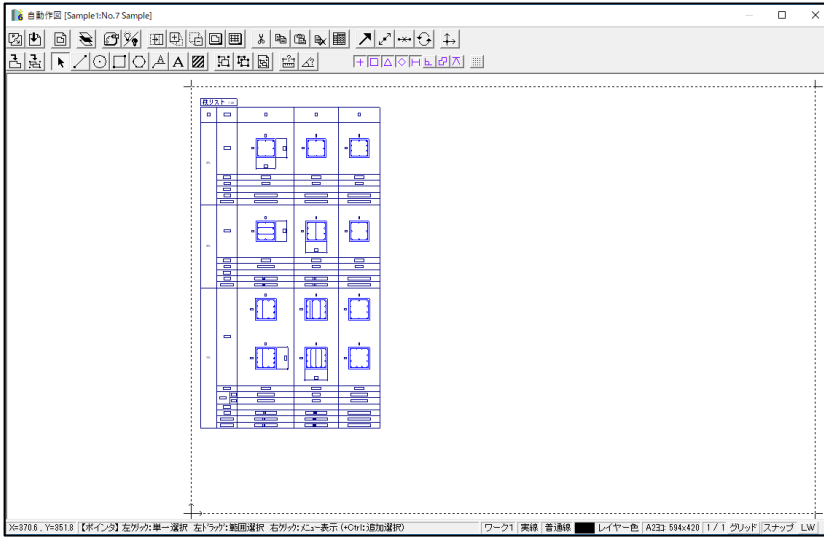 自動作図 [Sample1:No.7 Sample]
柱リスト
X=370.6 , Y=351.8 【ポインタ】左クリック:単一選択 左ドラッグ:範囲選択 右クリック:メニュー表示 (+Ctrl:追加選択) ワーク1 実線 普通線 レイヤー色 A2ヨコ: 594x420 1 / 1 グリッド スナップ LW